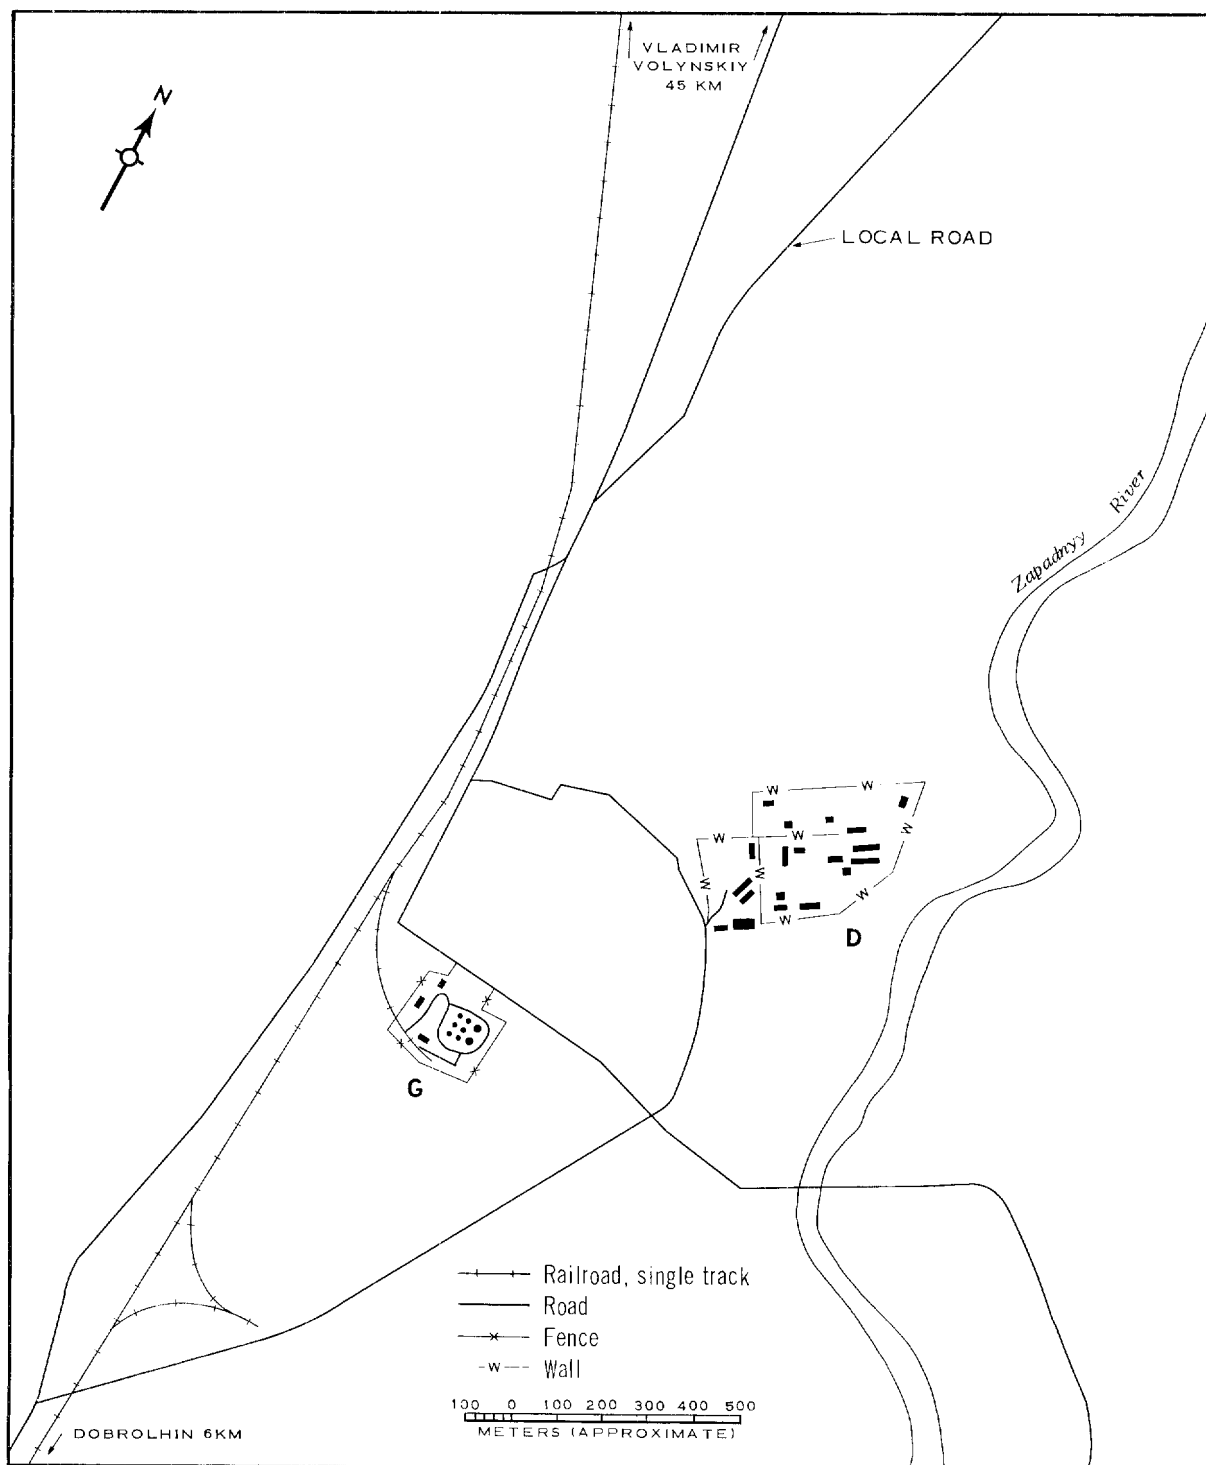 VLADIMIR
VOLYNSKIY
45 KM
N
LOCAL ROAD
Zapadnyy River
W W
W W W
W W
W W
D
G
Railroad, single track
Road
Fence
W Wall
100 0 100 200 300 400 500
METERS (APPROXIMATE)
DOBROLHIN 6KM